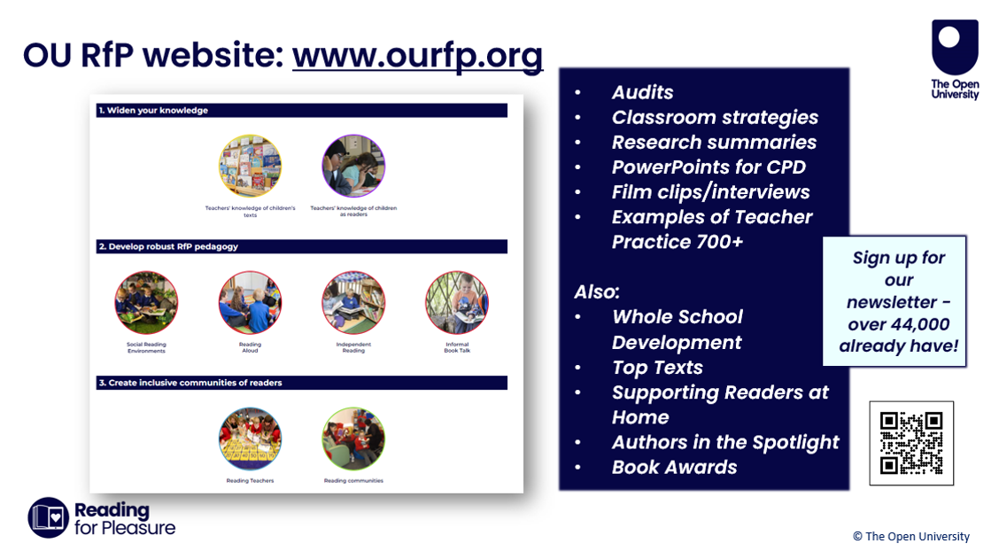 OU RfP website: www.ourfp.org
The Open
University
1. Widen your knowledge
Teachers' knowledge of children's
texts
Teachers' knowledge of children
as readers
2. Develop robust RfP pedagogy
Social Reading
Environments
Reading
Aloud
Independent
Reading
Informal
Book Talk
3. Create inclusive communities of readers
Reading Teachers
Reading communities
• Audits
• Classroom strategies
• Research summaries
• PowerPoints for CPD
• Film clips/interviews
• Examples of Teacher
Practice 700+
Also:
• Whole School
Development
• Top Texts
• Supporting Readers at
Home
• Authors in the Spotlight
• Book Awards
Sign up for
our
newsletter -
over 44,000
already have!
Reading
for Pleasure
© The Open University